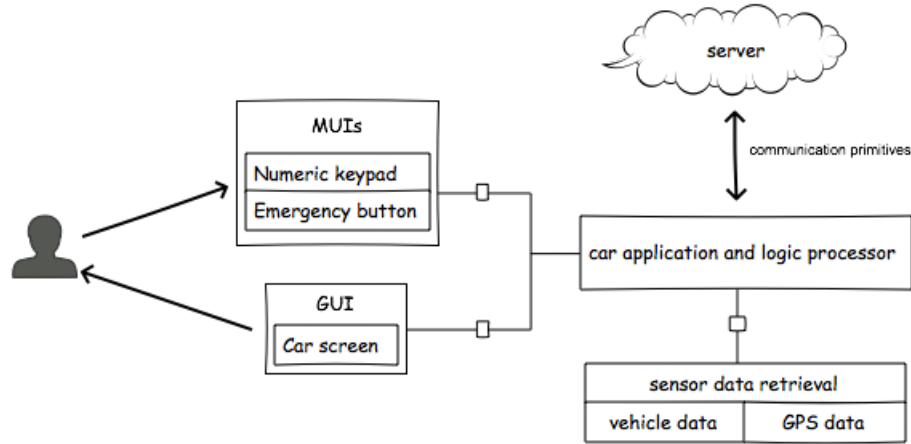 server
communication primitives
MUIs
Numeric keypad
Emergency button
car application and logic processor
GUI
Car screen
sensor data retrieval
vehicle data
GPS data